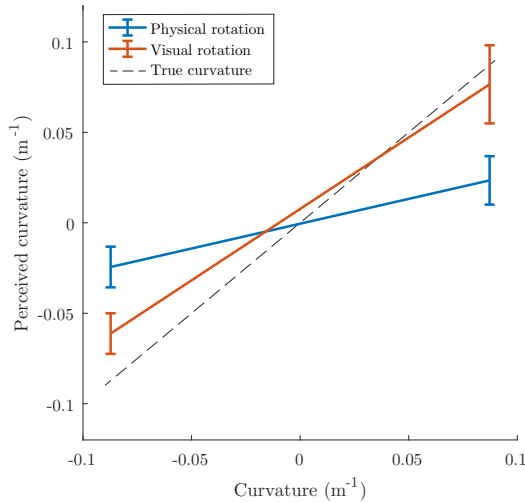 Physical rotation
Visual rotation
True curvature
0.1
0.05
0
-0.05
-0.1
Perceived curvature (m⁻¹)
-0.1
-0.05
0
0.05
0.1
Curvature (m⁻¹)